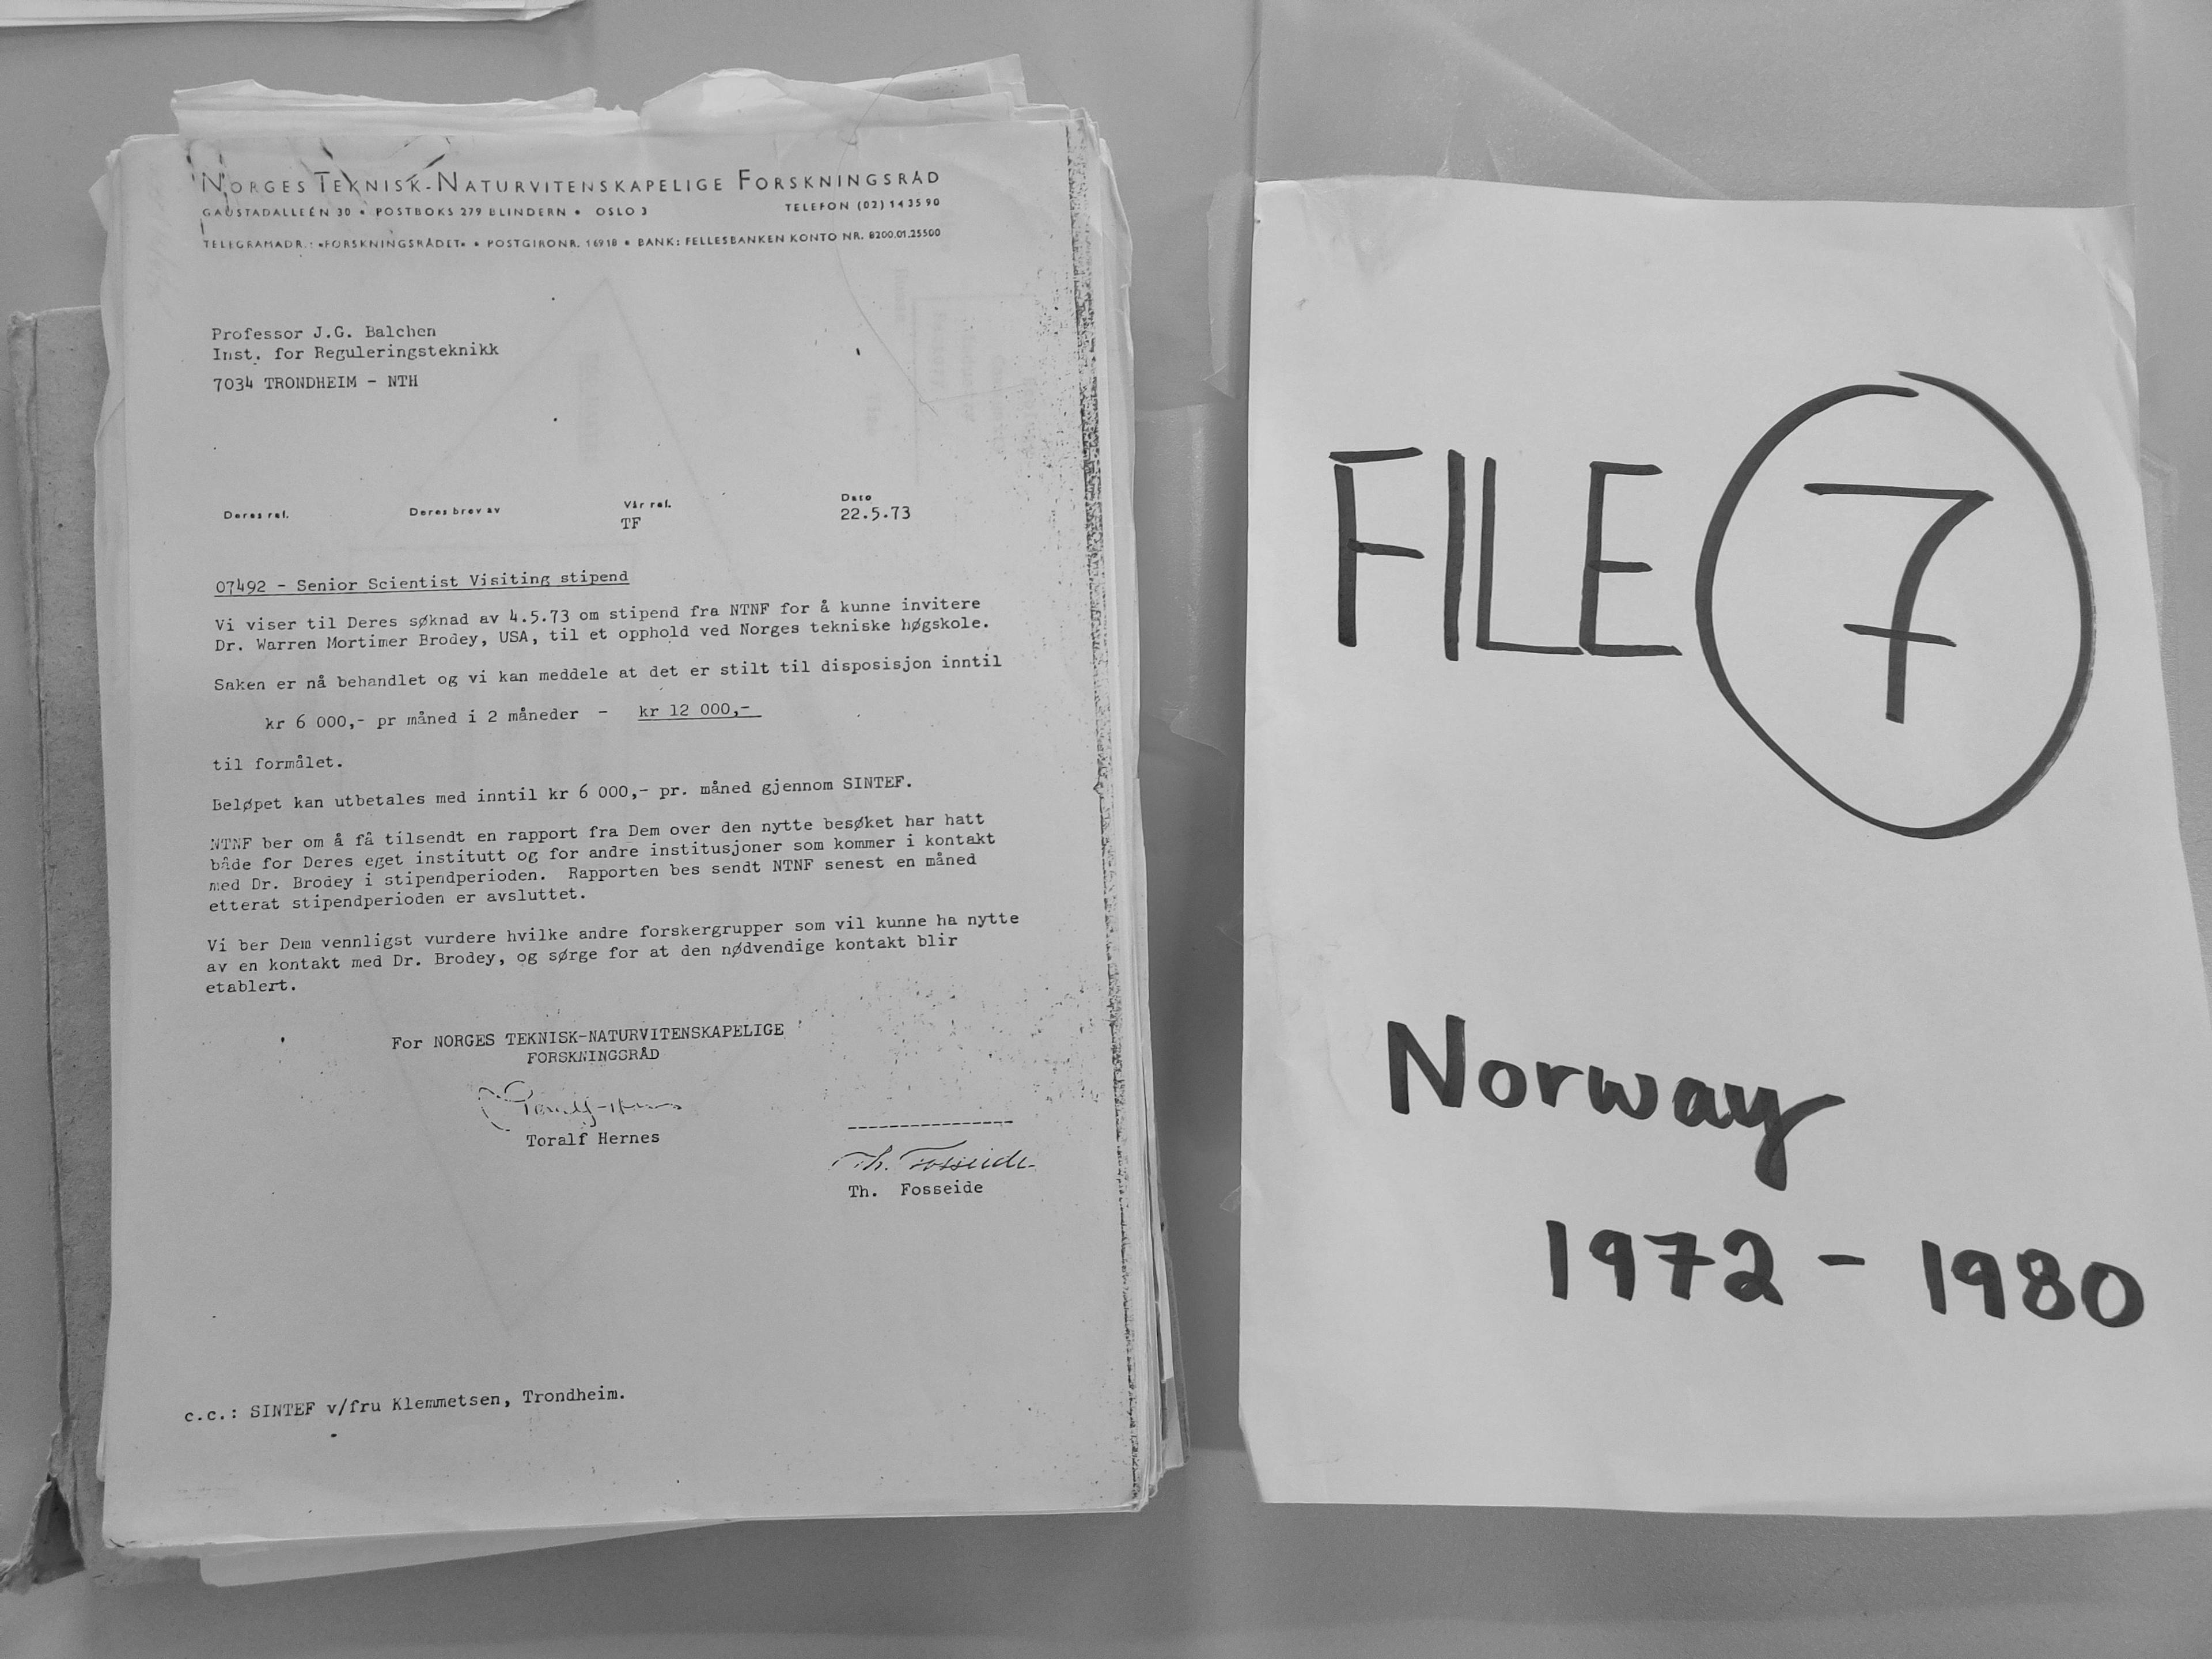 NORGES TEKNISK-NATURVITENSKAPELIGE FORSKNINGSRÅD
GAUSTADALLEÉN 30 • POSTBOKS 279 BLINDERN • OSLO 3 TELEFON (02) 14 35 90
TELEGRAMADR.: «FORSKNINGSRÅDET» • POSTGIRONR. 16918 • BANK: FELLESBANKEN KONTO NR. 8200.01.25500
Professor J.G. Balchen
Inst. for Reguleringsteknikk
7034 TRONDHEIM - NTH
Deres ref. Deres brev av Vår ref. Dato
TF 22.5.73
07492 - Senior Scientist Visiting stipend
Vi viser til Deres søknad av 4.5.73 om stipend fra NTNF for å kunne invitere
Dr. Warren Mortimer Brodey, USA, til et opphold ved Norges tekniske høgskole.
Saken er nå behandlet og vi kan meddele at det er stilt til disposisjon inntil
kr 6 000,- pr måned i 2 måneder - kr 12 000,-
til formålet.
Beløpet kan utbetales med inntil kr 6 000,- pr. måned gjennom SINTEF.
NTNF ber om å få tilsendt en rapport fra Dem over den nytte besøket har hatt
både for Deres eget institutt og for andre institusjoner som kommer i kontakt
med Dr. Brodey i stipendperioden. Rapporten bes sendt NTNF senest en måned
etterat stipendperioden er avsluttet.
Vi ber Dem vennligst vurdere hvilke andre forskergrupper som vil kunne ha nytte
av en kontakt med Dr. Brodey, og sørge for at den nødvendige kontakt blir
etablert.
For NORGES TEKNISK-NATURVITENSKAPELIGE
FORSKNINGSRÅD
Toralf Hernes
Th. Fosseide
Th. Fosseide
c.c.: SINTEF v/fru Klemmetsen, Trondheim.
FILE 7
Norway
1972 - 1980